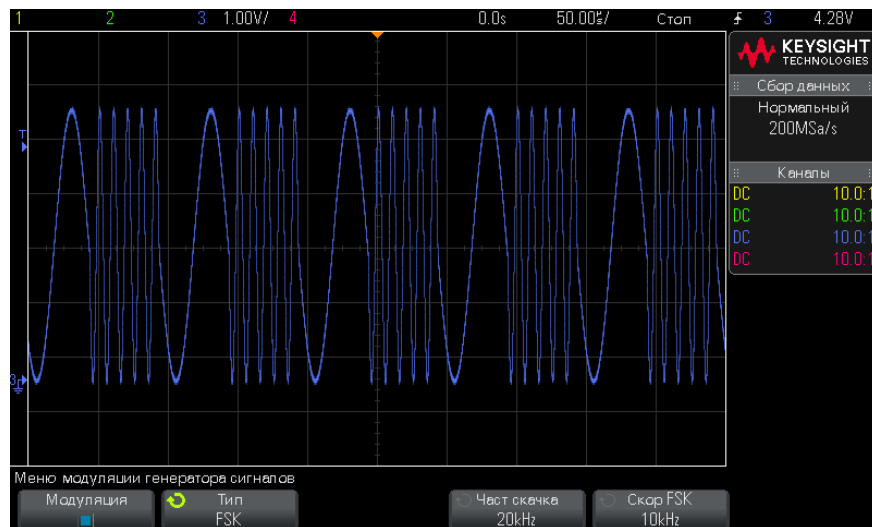 1 2 3 1.00V/ 4 0.0s 50.00µs/ Стоп 3 4.28V
KEYSIGHT
TECHNOLOGIES
Сбор данных
Нормальный
200MSa/s
Каналы
DC 10.0:1
DC 10.0:1
DC 10.0:1
DC 10.0:1
T
3
Меню модуляции генератора сигналов
Модуляция
Тип
FSK
Част скачка
20kHz
Скор FSK
10kHz